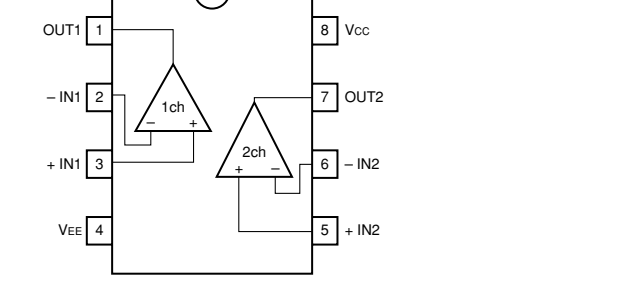 OUT1 1
8 VCC
− IN1 2
7 OUT2
1ch
− +
+ IN1 3
2ch
+ −
6 − IN2
VEE 4
5 + IN2